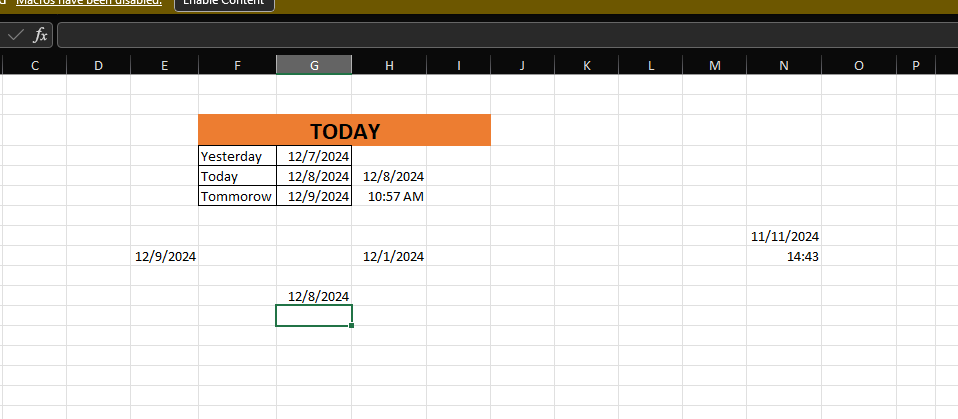 Macros have been disabled. Enable Content
fx
C D E F G H I J K L M N O P
TODAY
Yesterday 12/7/2024
Today 12/8/2024 12/8/2024
Tommorow 12/9/2024 10:57 AM
11/11/2024
12/9/2024 12/1/2024 14:43
12/8/2024